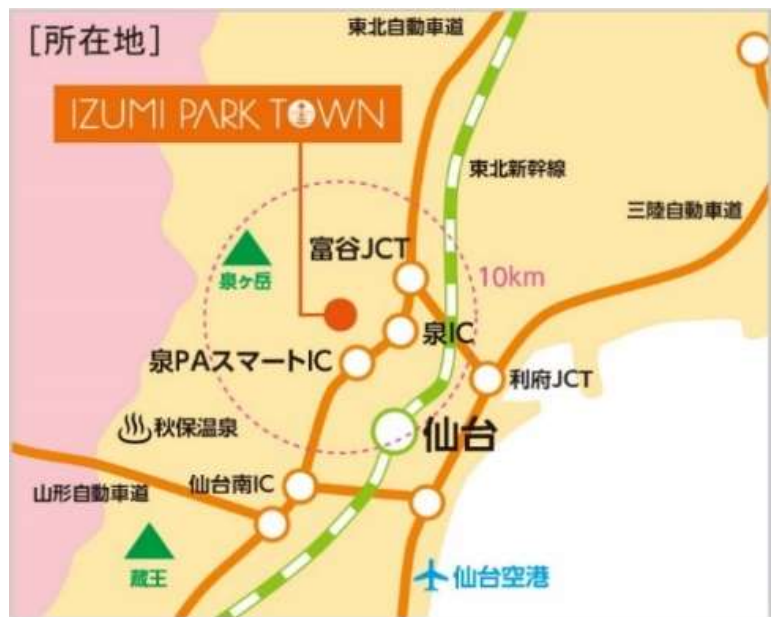 [所在地]
東北自動車道
IZUMI PARK TOWN
東北新幹線
三陸自動車道
富谷JCT
泉ヶ岳
10km
泉IC
泉PAスマートIC
利府JCT
秋保温泉
仙台
仙台南IC
山形自動車道
蔵王
仙台空港